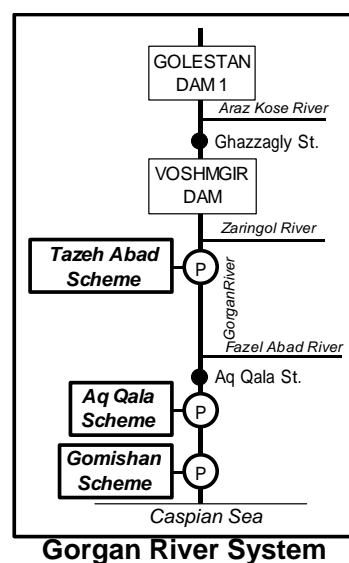 GOLESTAN
DAM 1
Araz Kose River
Ghazzagly St.
VOSHMGIR
DAM
Zaringol River
Tazeh Abad
Scheme
P
GorganRiver
Fazel Abad River
Aq Qala St.
Aq Qala
Scheme
P
Gomishan
Scheme
P
Caspian Sea
Gorgan River System